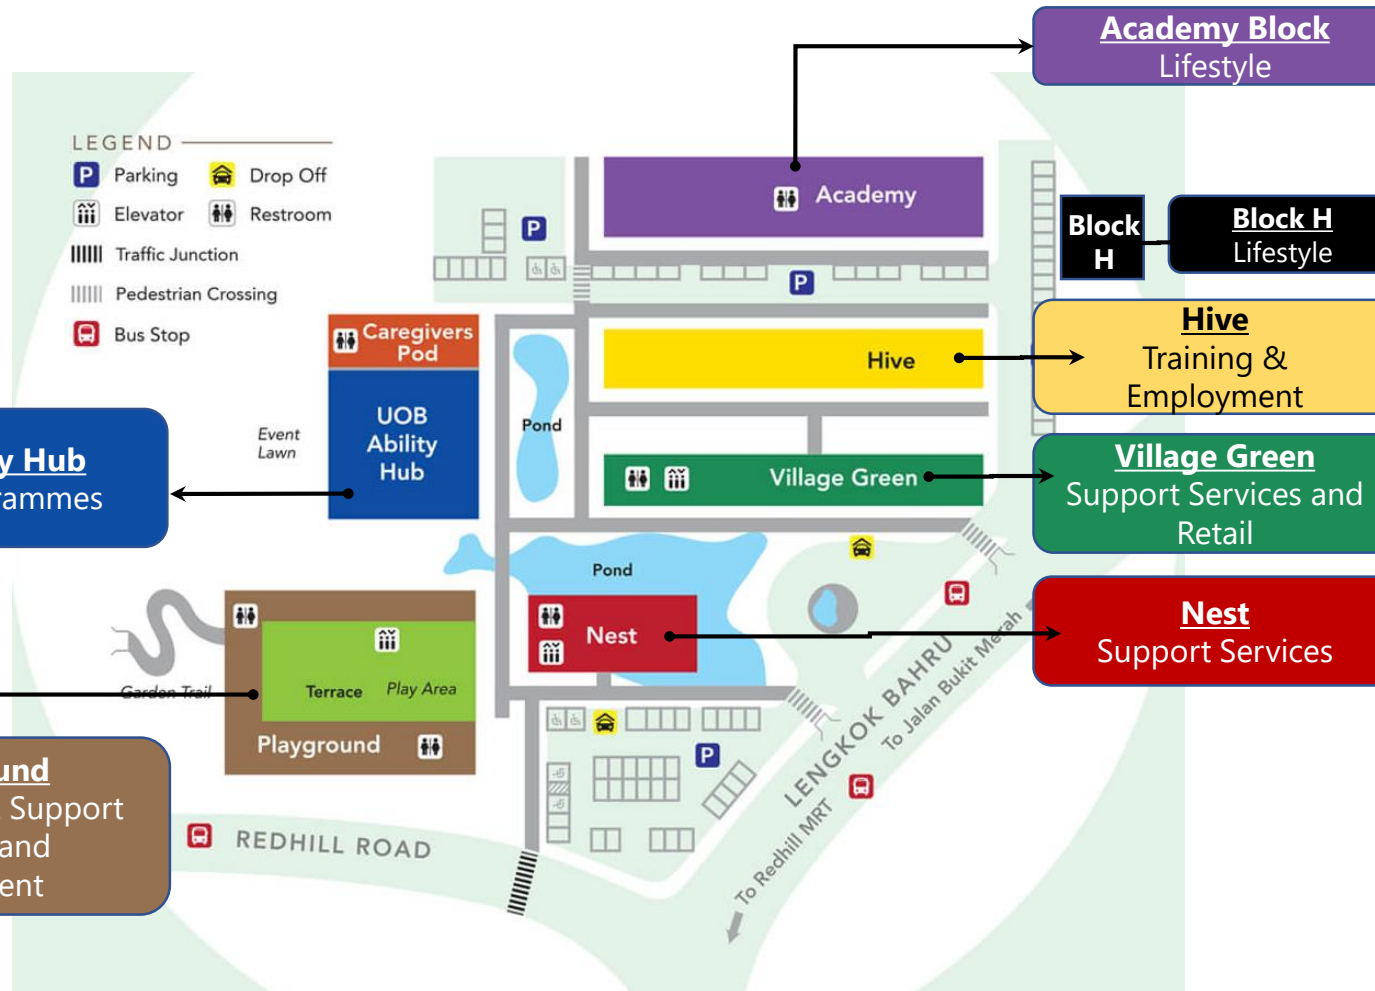 Academy Block
Lifestyle
LEGEND
P Parking
Drop Off
Elevator
Restroom
Traffic Junction
Pedestrian Crossing
Bus Stop
Academy
P
P
Block
H
Block H
Lifestyle
Caregivers
Pod
Hive
Hive
Training &
Employment
UOB
Ability
Hub
Event
Lawn
Pond
y Hub
rammes
Village Green
Village Green
Support Services and
Retail
Pond
Nest
Nest
Support Services
Garden Trail
Terrace
Play Area
Playground
P
LENGKOK BAHRU
To Jalan Bukit Merah
To Redhill MRT
REDHILL ROAD
und
Support
and
ent